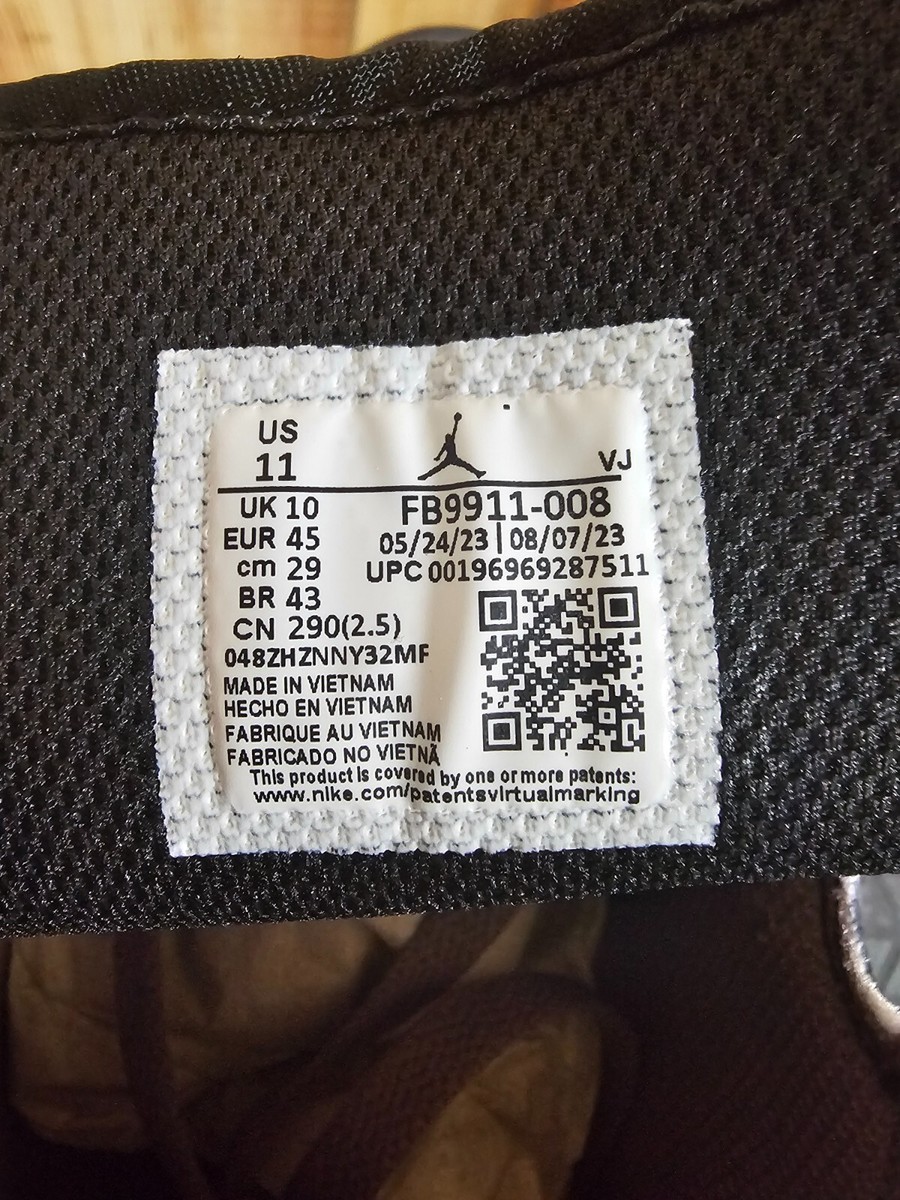 US
11
VJ
UK 10
FB9911-008
EUR 45
05/24/23 | 08/07/23
cm 29
UPC 00196969287511
BR 43
CN 290(2.5)
048ZHZNNY32MF
MADE IN VIETNAM
HECHO EN VIETNAM
FABRIQUE AU VIETNAM
FABRICADO NO VIETNÃ
This product is covered by one or more patents:
www.nike.com/patentsvirtualmarking